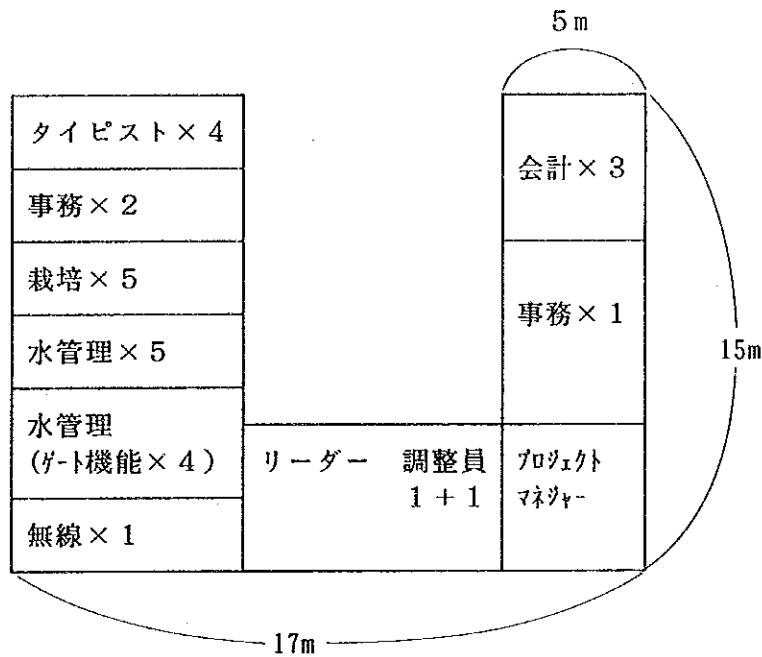 5m
タイピスト×4
事務×2
栽培×5
水管理×5
水管理
(ゲート機能×4)
無線×1
リーダー 調整員
1+1
会計×3
事務×1
プロジェクト
マネジャー
15m
17m